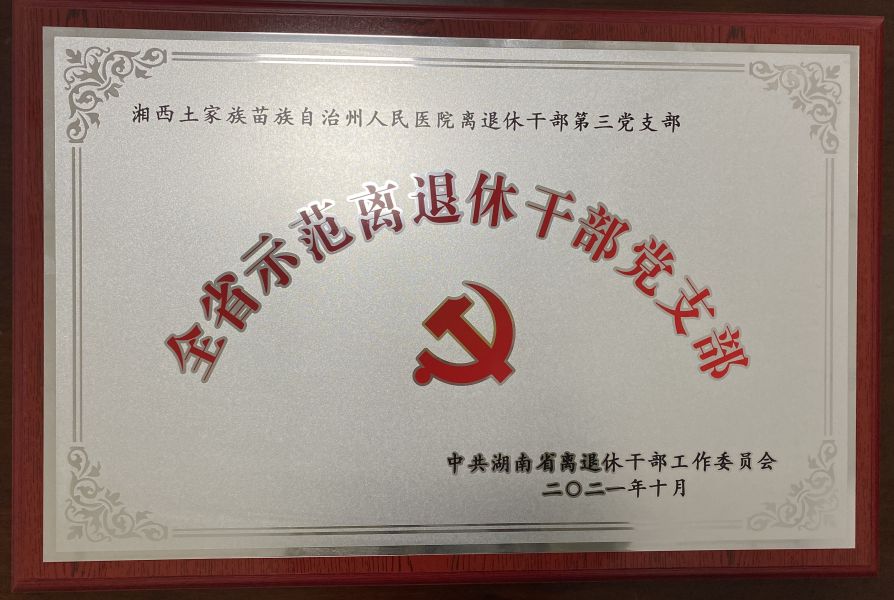 湘西土家族苗族自治州人民医院离退休干部第三党支部
全省示范离退休干部党支部
中共湖南省离退休干部工作委员会
二〇二一年十月